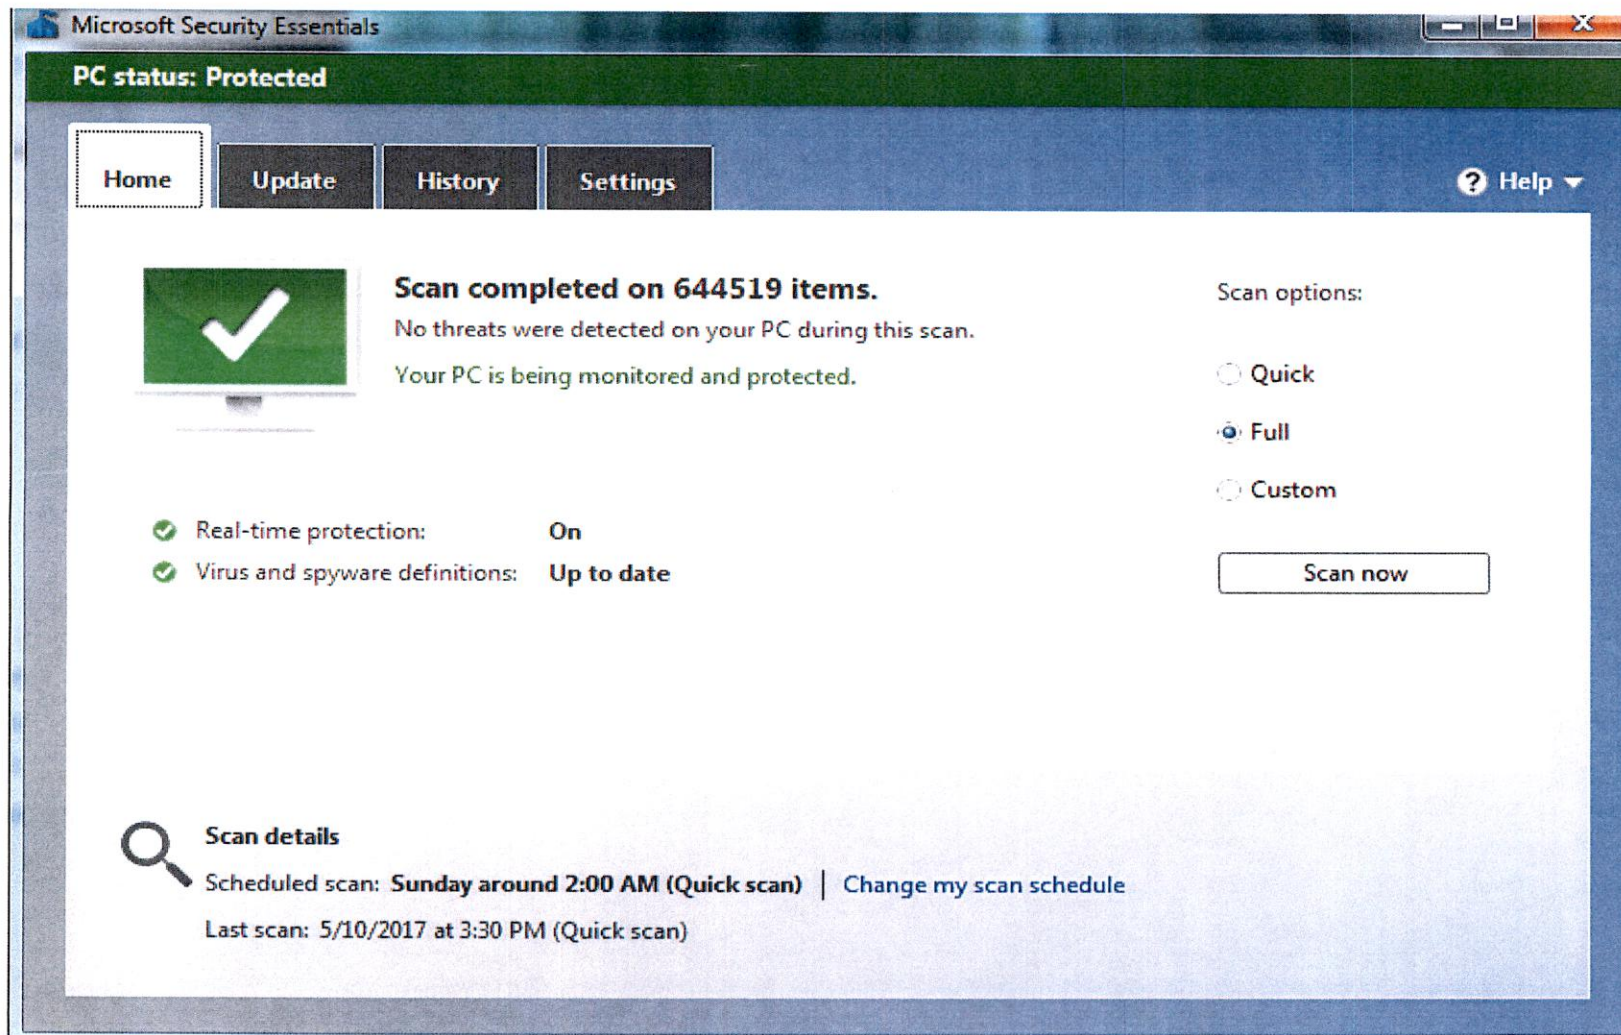 Microsoft Security Essentials
PC status: Protected
Home
Update
History
Settings
? Help
Scan completed on 644519 items.
No threats were detected on your PC during this scan.
Your PC is being monitored and protected.
Scan options:
Quick
Full
Custom
Scan now
Real-time protection: On
Virus and spyware definitions: Up to date
Scan details
Scheduled scan: Sunday around 2:00 AM (Quick scan) | Change my scan schedule
Last scan: 5/10/2017 at 3:30 PM (Quick scan)